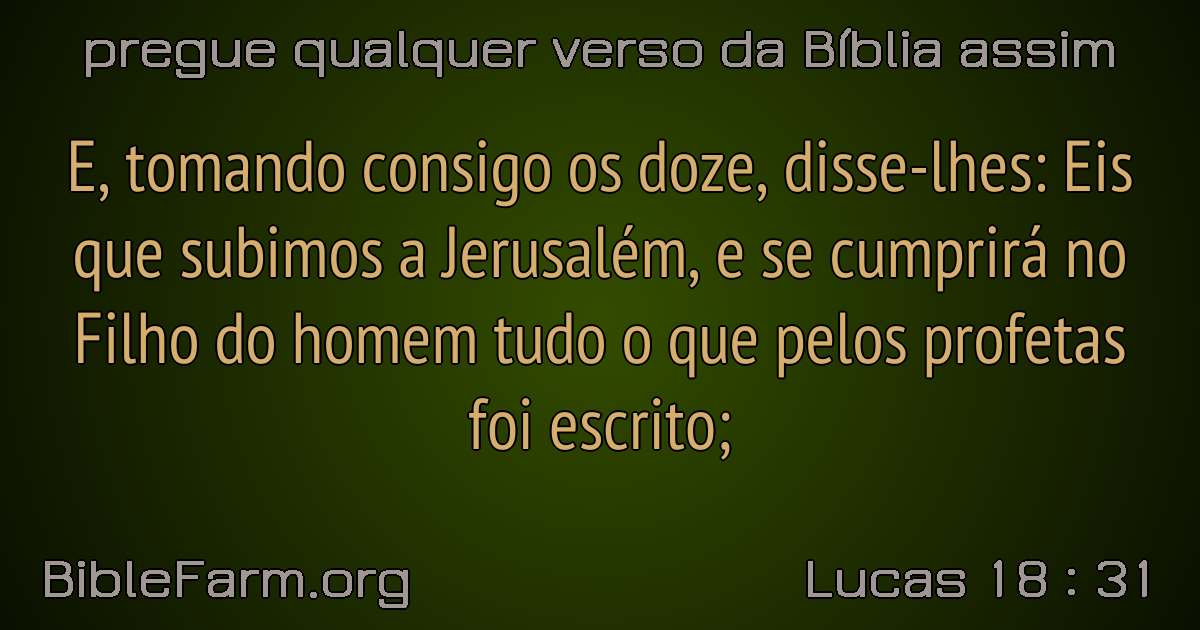 pregue qualquer verso da Bíblia assim
E, tomando consigo os doze, disse-lhes: Eis
que subimos a Jerusalém, e se cumprirá no
Filho do homem tudo o que pelos profetas
foi escrito;
BibleFarm.org
Lucas 18 : 31